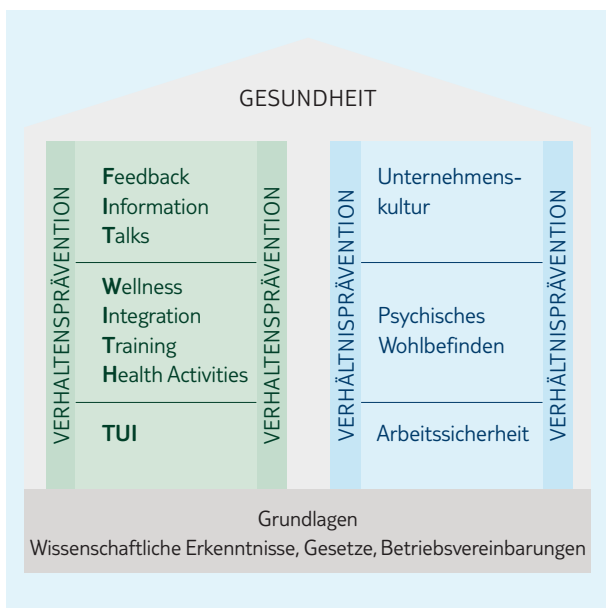 GESUNDHEIT
VERHALTENSPRÄVENTION
Feedback
Information
Talks
Wellness
Integration
Training
Health Activities
TUI
VERHALTENSPRÄVENTION
VERHÄLTNISPRÄVENTION
Unternehmens-
kultur
Psychisches
Wohlbefinden
Arbeitssicherheit
VERHÄLTNISPRÄVENTION
Grundlagen
Wissenschaftliche Erkenntnisse, Gesetze, Betriebsvereinbarungen